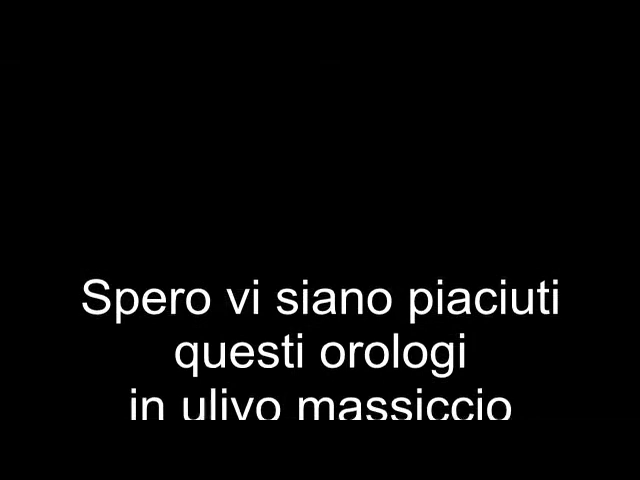 Spero vi siano piaciuti
questi orologi
in ulivo massiccio